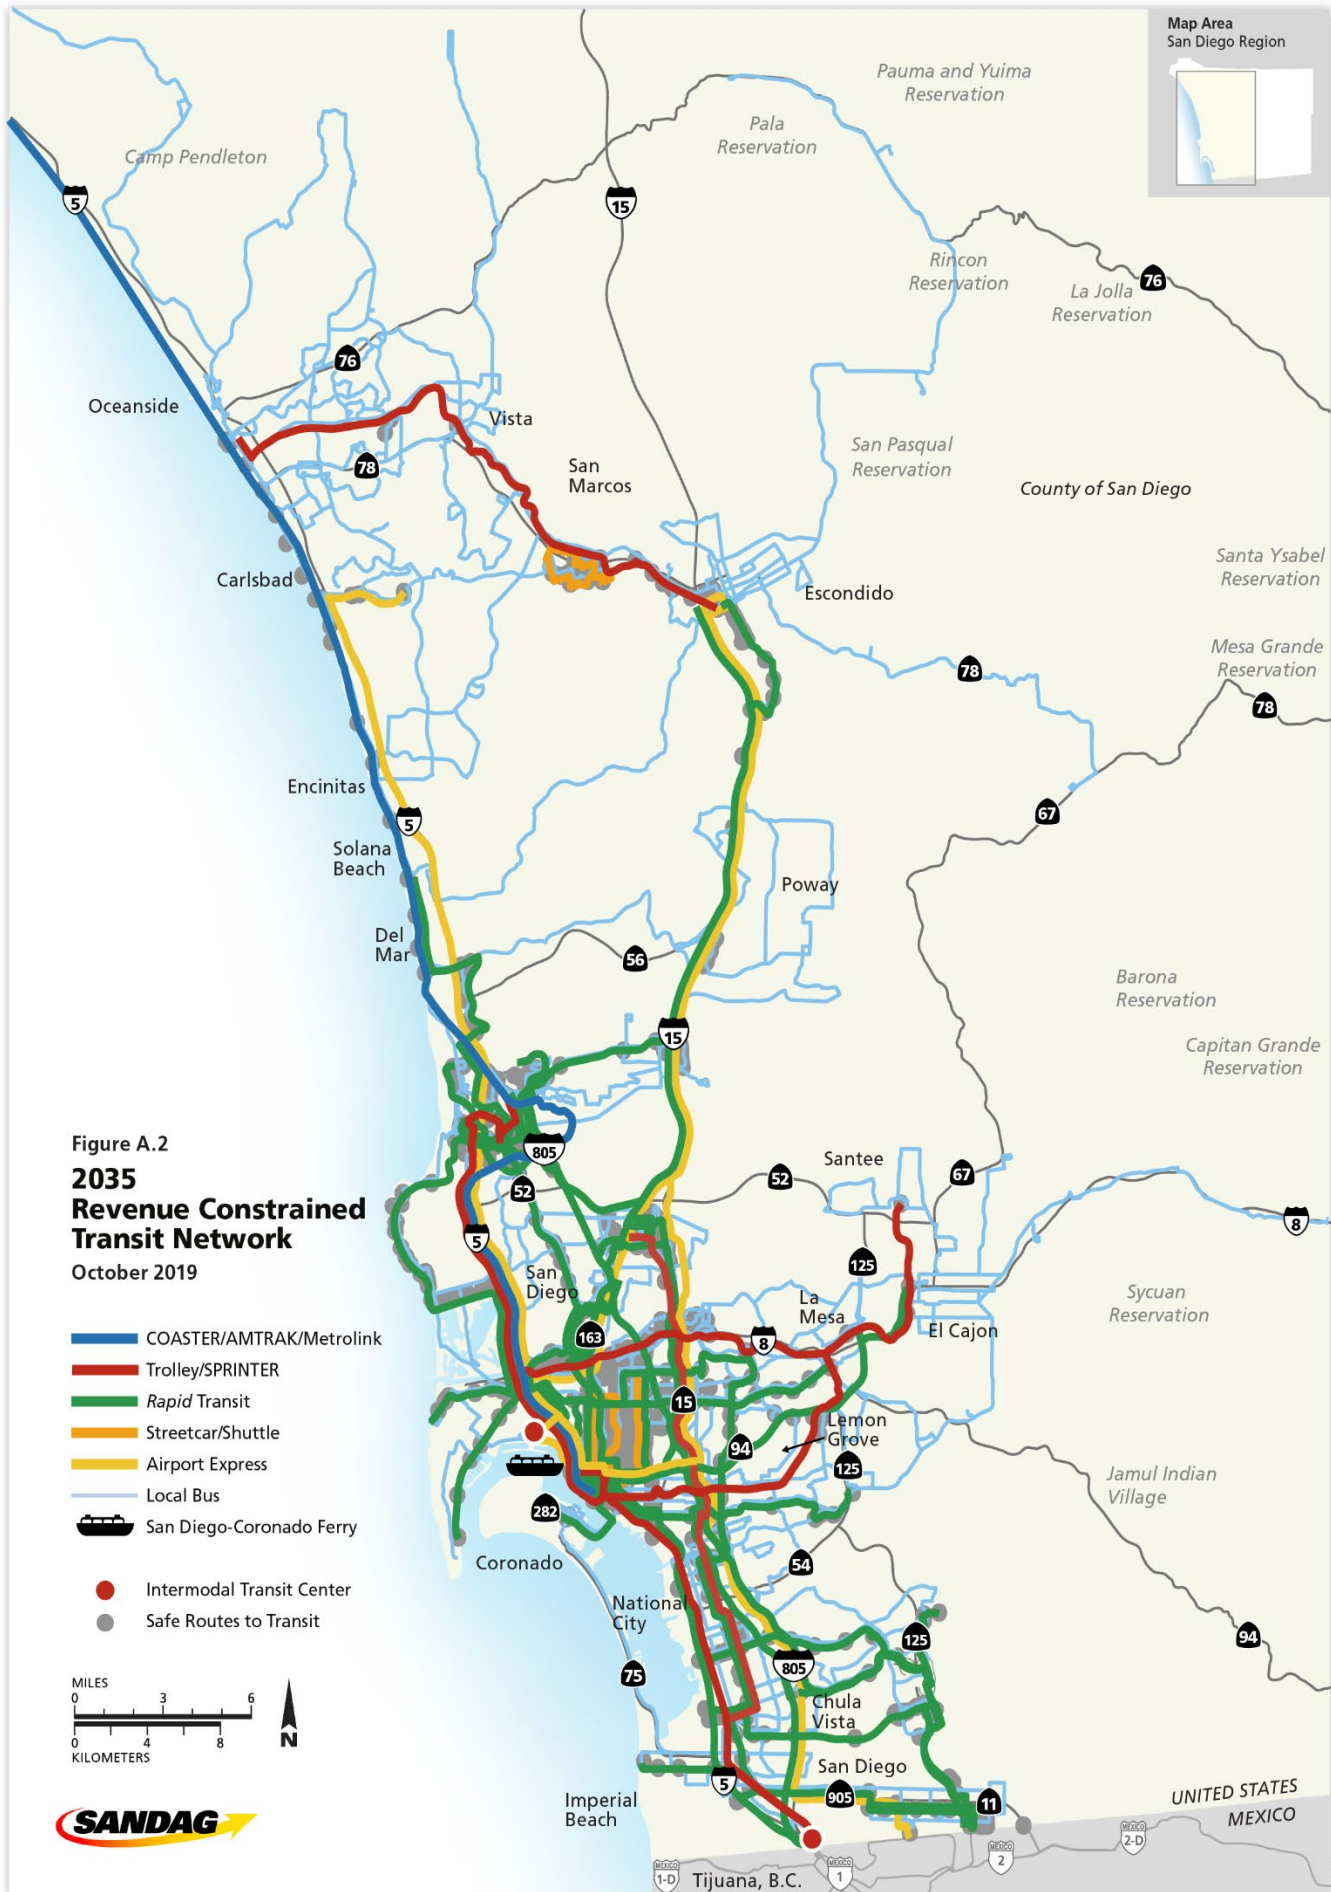 Map Area
San Diego Region
Pauma and Yuima
Reservation
Pala
Reservation
Camp Pendleton
5
15
Rincon
Reservation
La Jolla
Reservation
76
76
Oceanside
Vista
78
San
Marcos
San Pasqual
Reservation
County of San Diego
Santa Ysabel
Reservation
Carlsbad
Escondido
Mesa Grande
Reservation
78
78
Encinitas
5
67
Solana
Beach
Poway
Del
Mar
56
Barona
Reservation
15
Capitan Grande
Reservation
Figure A.2
2035
Revenue Constrained
Transit Network
October 2019
805
Santee
52
52
67
5
8
125
San
Diego
La
Mesa
Sycuan
Reservation
163
8
El Cajon
COASTER/AMTRAK/Metrolink
Trolley/SPRINTER
Rapid Transit
Streetcar/Shuttle
Airport Express
Local Bus
San Diego-Coronado Ferry
Intermodal Transit Center
Safe Routes to Transit
15
Lemon
Grove
94
125
Jamul Indian
Village
282
Coronado
54
National
City
125
94
805
75
MILES
0 3 6
0 4 8
KILOMETERS
N
Chula
Vista
San Diego
5
905
11
Imperial
Beach
UNITED STATES
MEXICO
SANDAG
MEXICO
1-D
Tijuana, B.C.
MEXICO
1
MEXICO
2
MEXICO
2-D